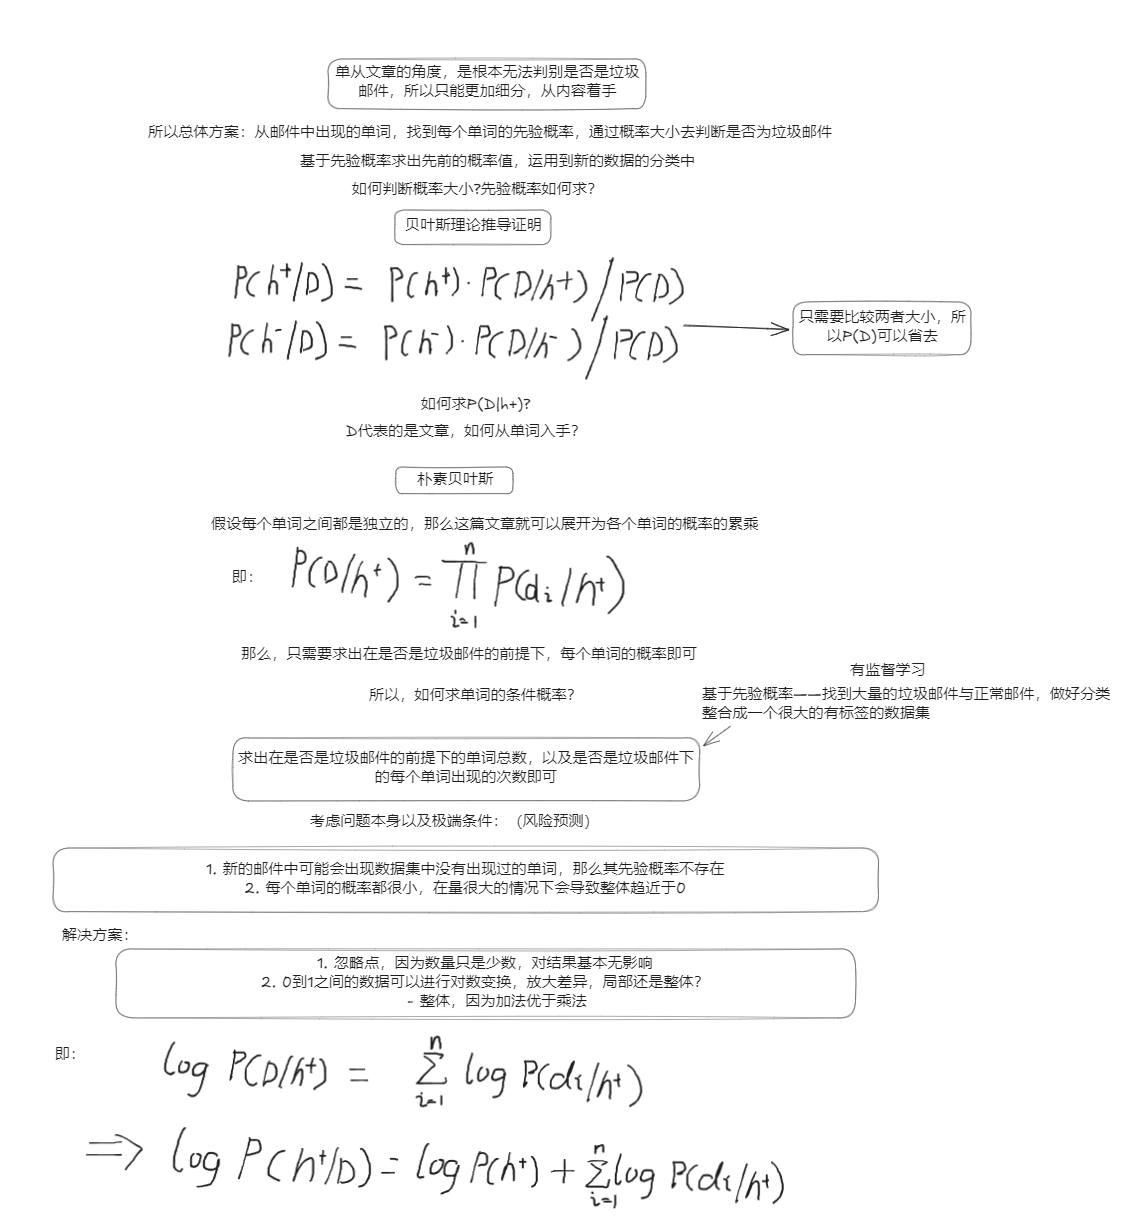 单从文章的角度，是根本无法判别是否是垃圾
邮件，所以只能更加细分，从内容着手
所以总体方案：从邮件中出现的单词，找到每个单词的先验概率，通过概率大小去判断是否为垃圾邮件
基于先验概率求出先前的概率值，运用到新的数据的分类中
如何判断概率大小?先验概率如何求?
贝叶斯理论推导证明
P(h⁺/D) = P(h⁺)·P(D/h+)/P(D)
P(h⁻/D) = P(h⁻)·P(D/h⁻)/P(D)
只需要比较两者大小，所
以P(D)可以省去
如何求P(D|h+)?
D代表的是文章，如何从单词入手?
朴素贝叶斯
假设每个单词之间都是独立的，那么这篇文章就可以展开为各个单词的概率的累乘
即： P(D/h⁺) = ∏ⁿᵢ₌₁ P(dᵢ/h⁺)
那么，只需要求出在是否是垃圾邮件的前提下，每个单词的概率即可
有监督学习
所以，如何求单词的条件概率?
基于先验概率——找到大量的垃圾邮件与正常邮件，做好分类
整合成一个很大的有标签的数据集
求出在是否是垃圾邮件的前提下的单词总数，以及是否是垃圾邮件下
的每个单词出现的次数即可
考虑问题本身以及极端条件：（风险预测）
1. 新的邮件中可能会出现数据集中没有出现过的单词，那么其先验概率不存在
2. 每个单词的概率都很小，在量很大的情况下会导致整体趋近于0
解决方案：
1. 忽略点，因为数量只是少数，对结果基本无影响
2. 0到1之间的数据可以进行对数变换，放大差异，局部还是整体?
- 整体，因为加法优于乘法
即： log P(D/h⁺) = ∑ⁿᵢ₌₁ log P(dᵢ/h⁺)
⇒ log P(h⁺/D) = log P(h⁺) + ∑ⁿᵢ₌₁ log P(dᵢ/h⁺)